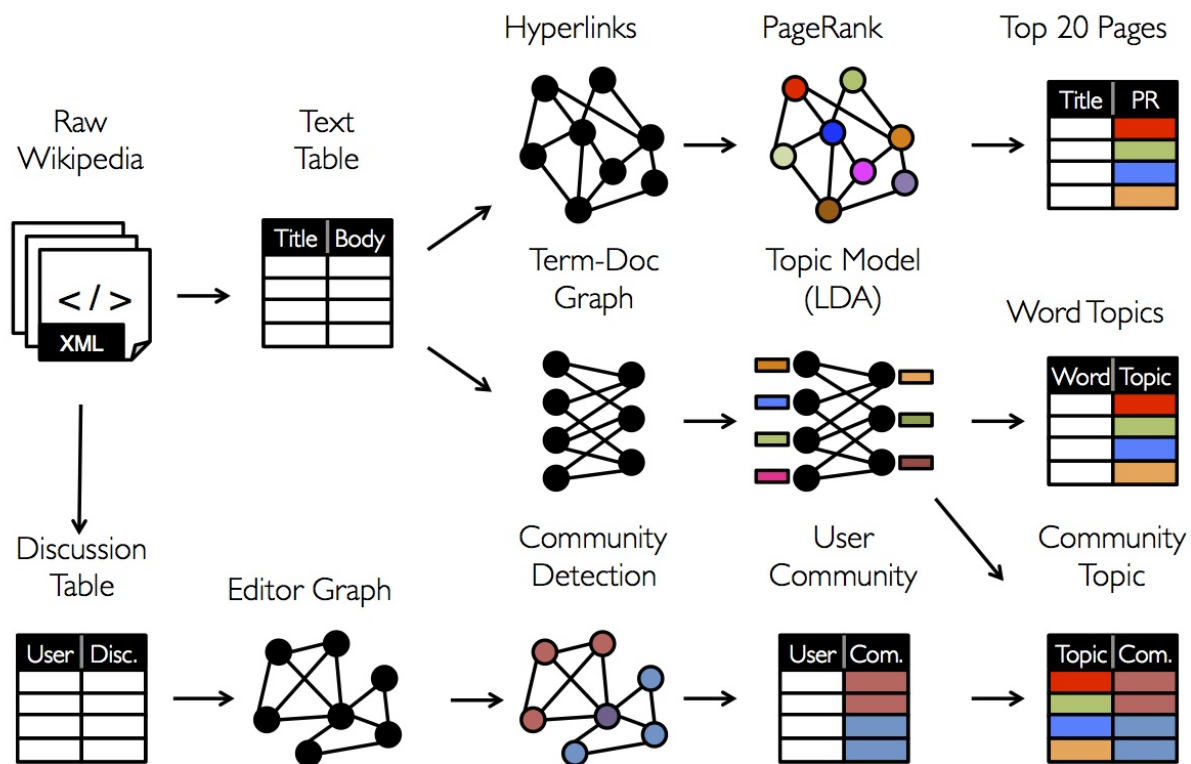 Hyperlinks
PageRank
Top 20 Pages
Raw
Wikipedia
Text
Table
Title PR
Title Body
</>
XML
Term-Doc
Graph
Topic Model
(LDA)
Word Topics
Word Topic
Discussion
Table
Editor Graph
Community
Detection
User
Community
Community
Topic
User Disc.
User Com.
Topic Com.